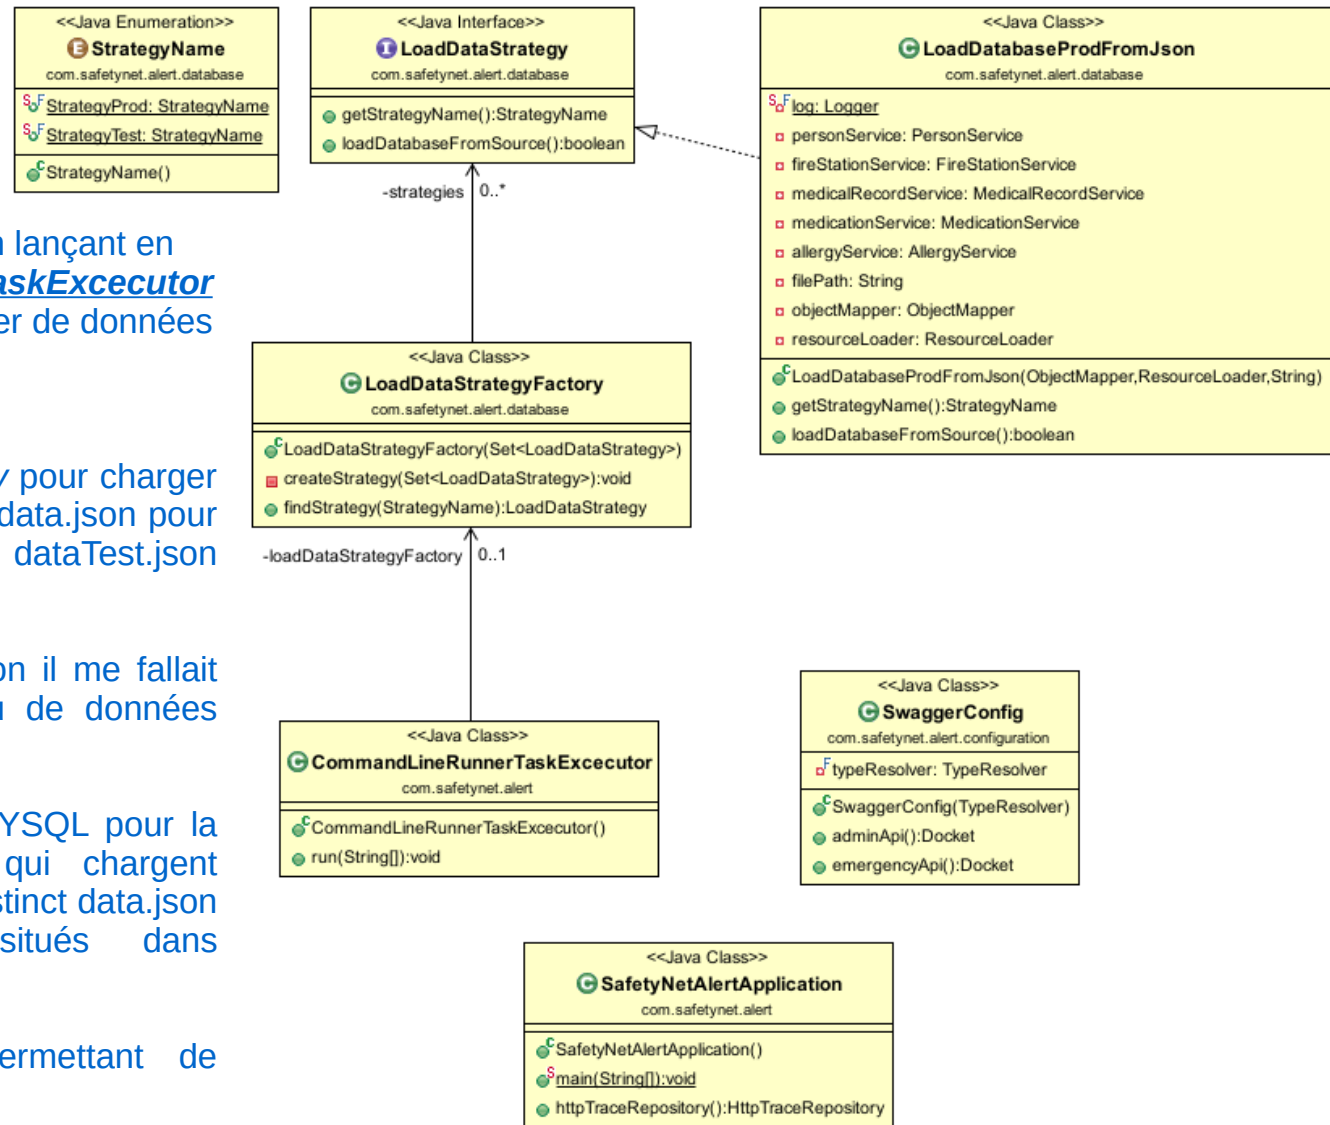 <<Java Enumeration>>
StrategyName
com.safetynet.alert.database
StrategyProd: StrategyName
StrategyTest: StrategyName
StrategyName()
<<Java Interface>>
LoadDataStrategy
com.safetynet.alert.database
getStrategyName():StrategyName
loadDatabaseFromSource():boolean
<<Java Class>>
LoadDatabaseProdFromJson
com.safetynet.alert.database
log: Logger
personService: PersonService
fireStationService: FireStationService
medicalRecordService: MedicalRecordService
medicationService: MedicationService
allergyService: AllergyService
filePath: String
objectMapper: ObjectMapper
resourceLoader: ResourceLoader
LoadDatabaseProdFromJson(ObjectMapper,ResourceLoader,String)
getStrategyName():StrategyName
loadDatabaseFromSource():boolean
-strategies 0..*
n lançant en
askExcecutor
er de données
<<Java Class>>
LoadDataStrategyFactory
com.safetynet.alert.database
LoadDataStrategyFactory(Set<LoadDataStrategy>)
createStrategy(Set<LoadDataStrategy>):void
findStrategy(StrategyName):LoadDataStrategy
y pour charger
data.json pour
dataTest.json
-loadDataStrategyFactory 0..1
on il me fallait
u de données
<<Java Class>>
CommandLineRunnerTaskExcecutor
com.safetynet.alert
CommandLineRunnerTaskExcecutor()
run(String[]):void
<<Java Class>>
SwaggerConfig
com.safetynet.alert.configuration
typeResolver: TypeResolver
SwaggerConfig(TypeResolver)
adminApi():Docket
emergencyApi():Docket
YSQL pour la
qui chargent
stinct data.json
situés dans
<<Java Class>>
SafetyNetAlertApplication
com.safetynet.alert
SafetyNetAlertApplication()
main(String[]):void
httpTraceRepository():HttpTraceRepository
ermettant de